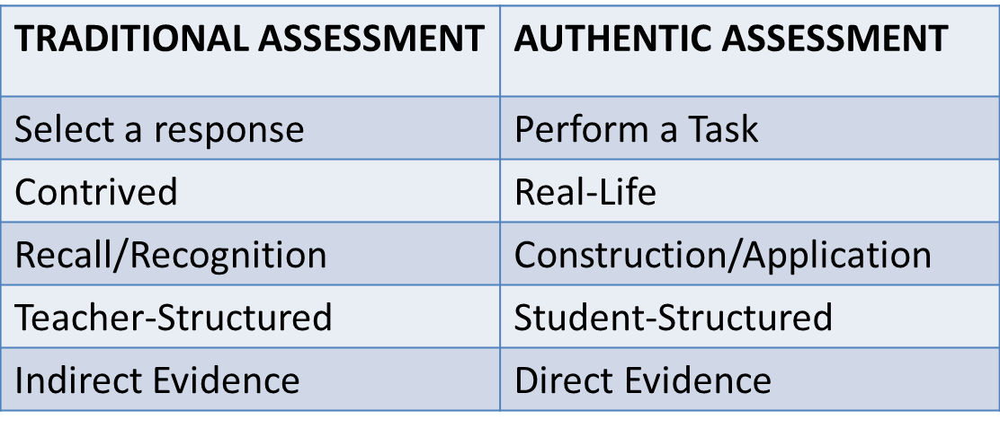 TRADITIONAL ASSESSMENT AUTHENTIC ASSESSMENT
Select a response Perform a Task
Contrived Real-Life
Recall/Recognition Construction/Application
Teacher-Structured Student-Structured
Indirect Evidence Direct Evidence